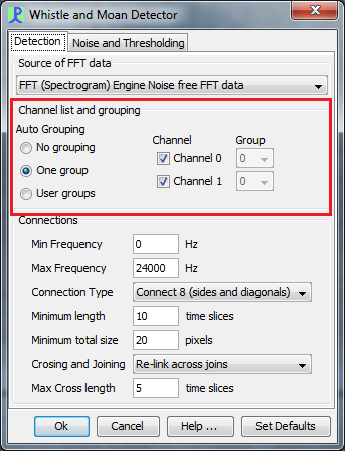 Whistle and Moan Detector
Detection Noise and Thresholding
Source of FFT data
FFT (Spectrogram) Engine Noise free FFT data
Channel list and grouping
Auto Grouping Channel Group
No grouping Channel 0 0
One group Channel 1 0
User groups
Connections
Min Frequency 0 Hz
Max Frequency 24000 Hz
Connection Type Connect 8 (sides and diagonals)
Minimum length 10 time slices
Minimum total size 20 pixels
Crosing and Joining Re-link across joins
Max Cross length 5 time slices
Ok Cancel Help ... Set Defaults